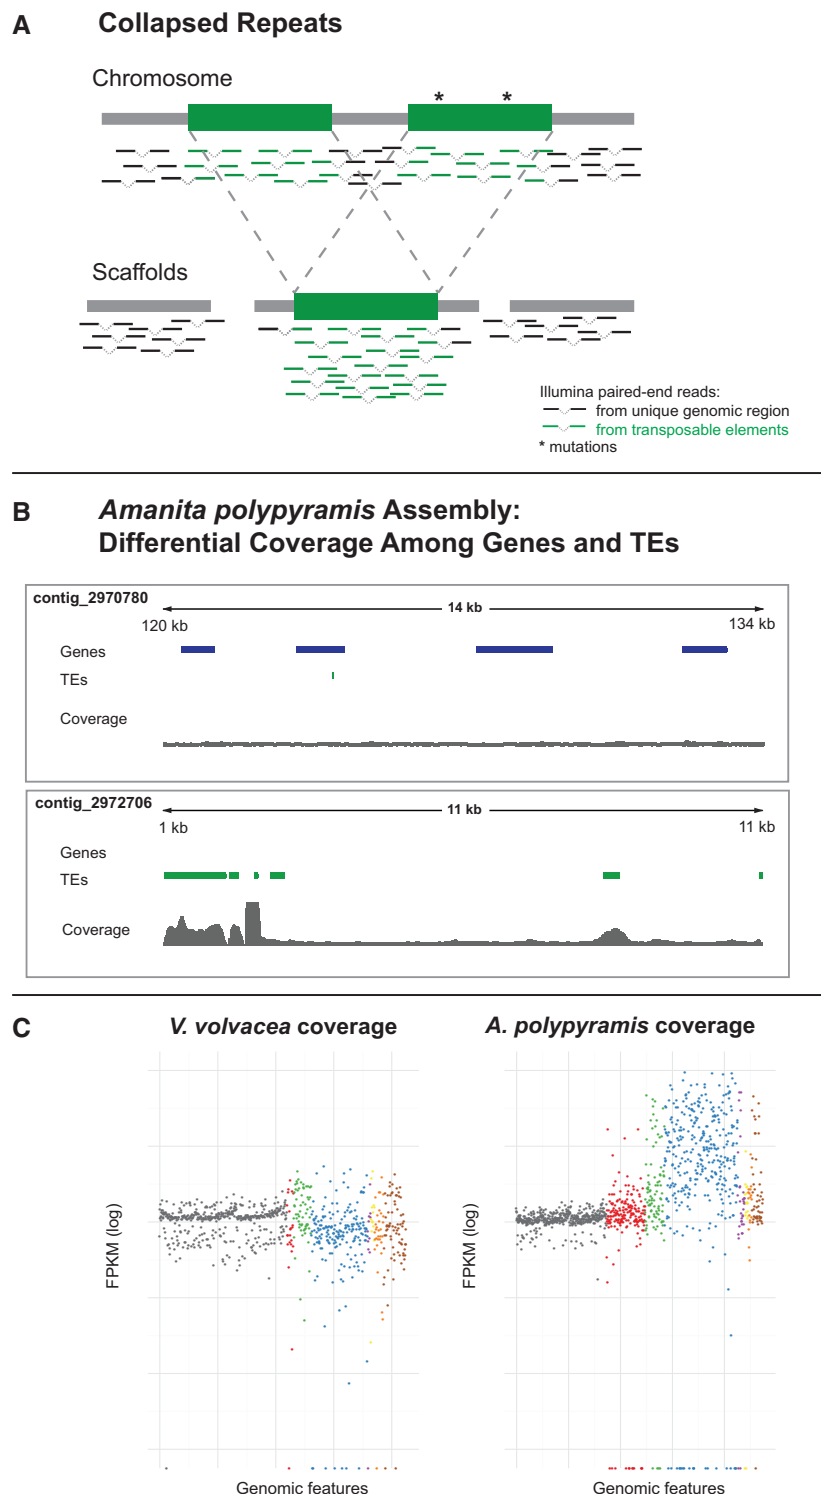 A Collapsed Repeats
Chromosome
* *
Scaffolds
Illumina paired-end reads:
from unique genomic region
from transposable elements
* mutations
B Amanita polypyramis Assembly:
Differential Coverage Among Genes and TEs
contig_2970780
14 kb
120 kb 134 kb
Genes
TEs
Coverage
contig_2972706
11 kb
1 kb 11 kb
Genes
TEs
Coverage
C V. volvacea coverage A. polypyramis coverage
FPKM (log) FPKM (log)
Genomic features Genomic features